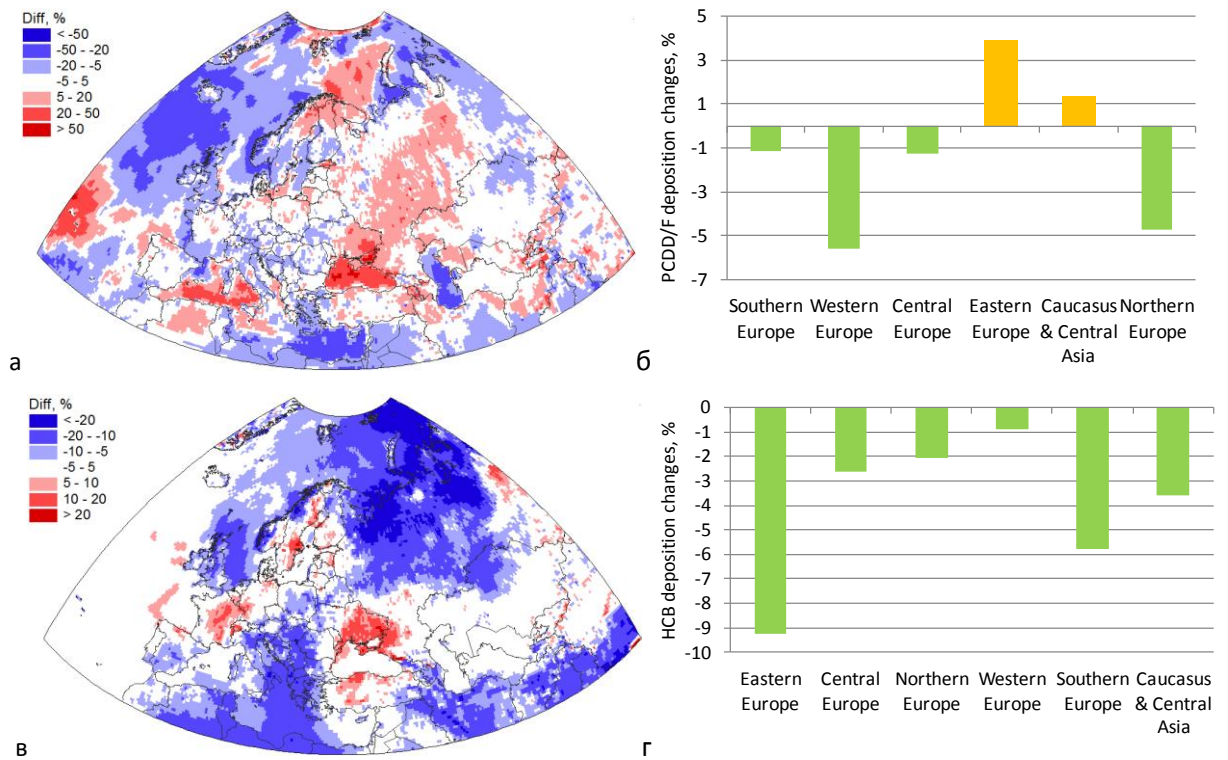 Diff, %
< -50
-50 - -20
-20 - -5
-5 - 5
5 - 20
20 - 50
> 50
а
PCDD/F deposition changes, %
5
3
1
-1
-3
-5
-7
Southern Western Central Eastern Caucasus Northern
Europe Europe Europe Europe & Central Europe
Asia
б
Diff, %
< -20
-20 - -10
-10 - -5
-5 - 5
5 - 10
10 - 20
> 20
в
HCB deposition changes, %
0
-1
-2
-3
-4
-5
-6
-7
-8
-9
-10
Eastern Central Northern Western Southern Caucasus
Europe Europe Europe Europe Europe & Central
Asia
г